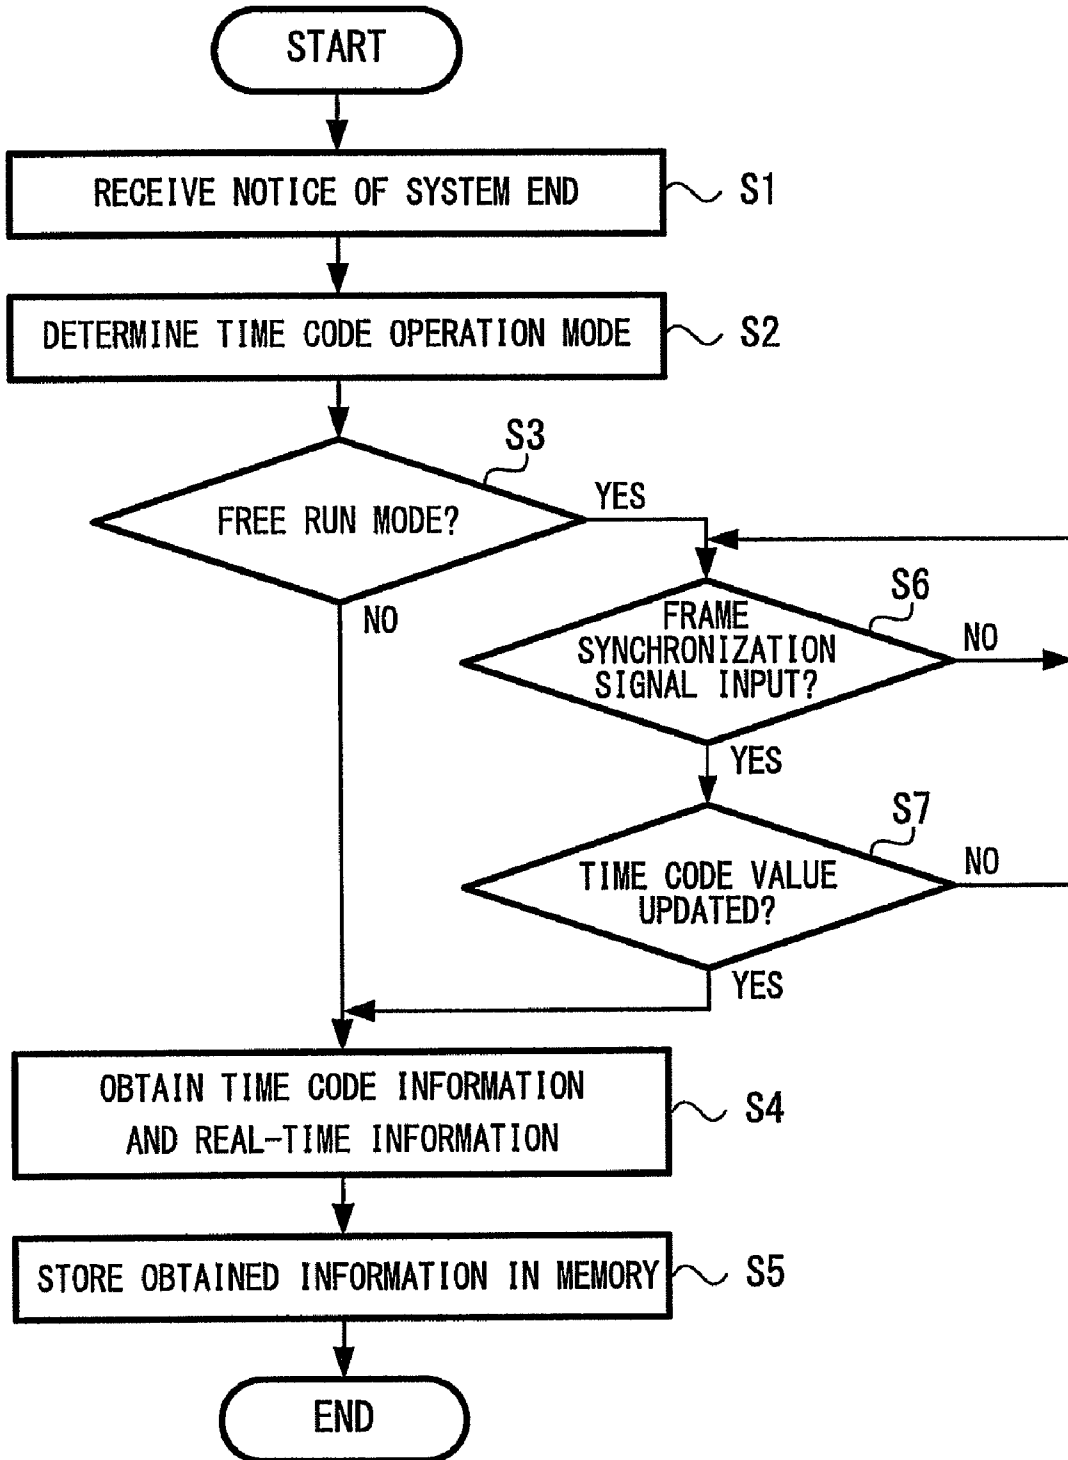 START
RECEIVE NOTICE OF SYSTEM END
S1
DETERMINE TIME CODE OPERATION MODE
S2
S3
FREE RUN MODE?
YES
NO
S6
FRAME
SYNCHRONIZATION
SIGNAL INPUT?
NO
YES
S7
TIME CODE VALUE
UPDATED?
NO
YES
OBTAIN TIME CODE INFORMATION
AND REAL-TIME INFORMATION
S4
STORE OBTAINED INFORMATION IN MEMORY
S5
END